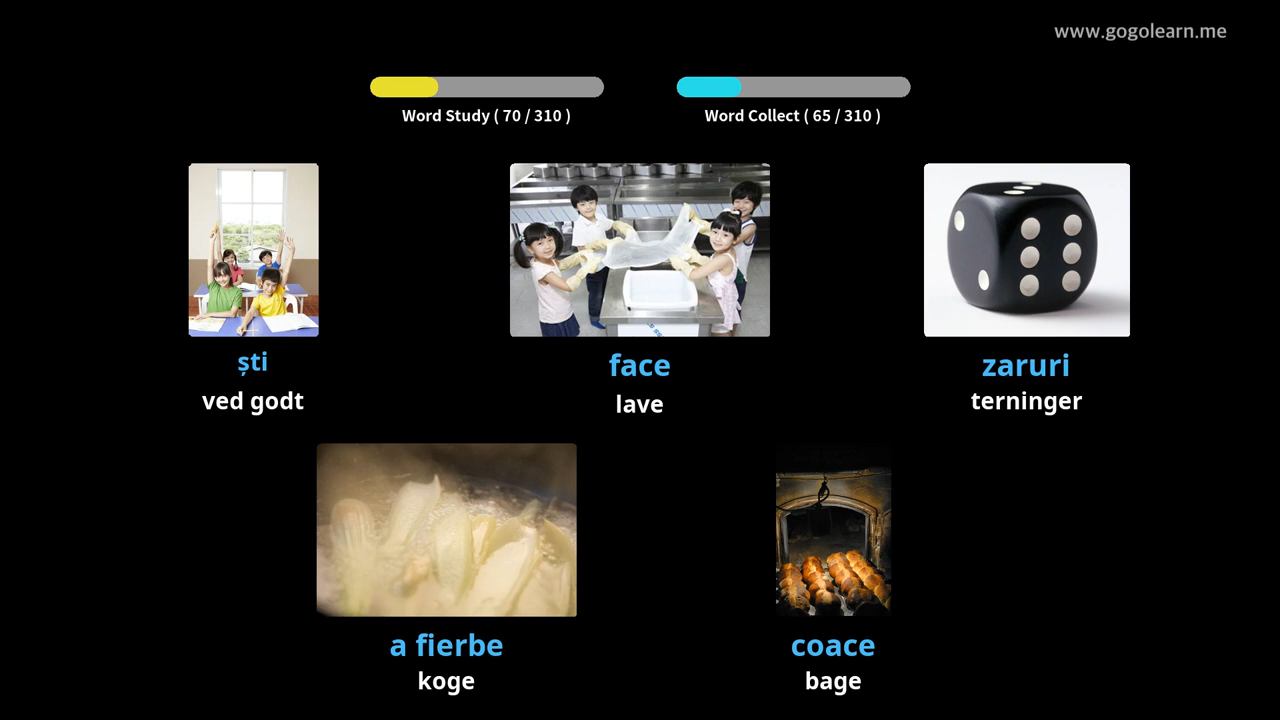 www.gogolearn.me
Word Study ( 70 / 310 )
Word Collect ( 65 / 310 )
ști
ved godt
face
lave
zaruri
terninger
a fierbe
koge
coace
bage